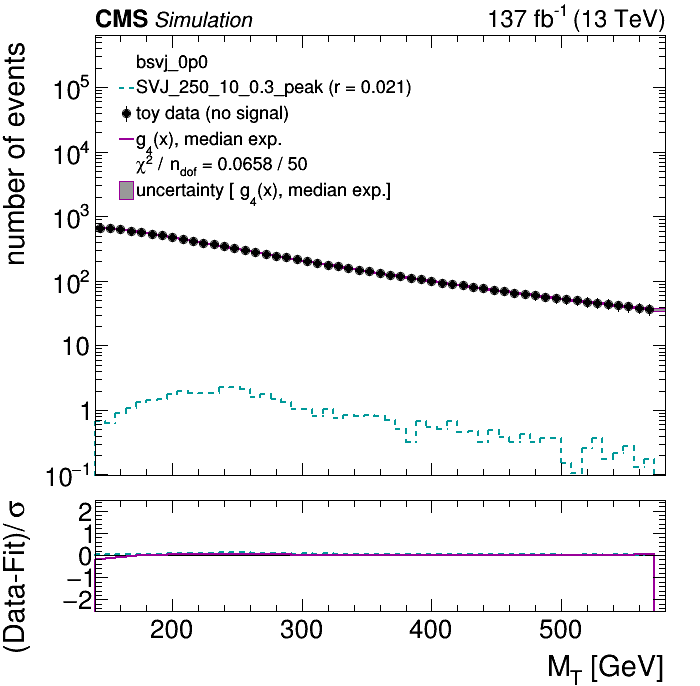 CMS Simulation 137 fb⁻¹ (13 TeV)
number of events
bsvj_0p0
SVJ_250_10_0.3_peak (r = 0.021)
toy data (no signal)
g₄(x), median exp.
χ² / n_dof = 0.0658 / 50
uncertainty [ g₄(x), median exp.]
10⁵
10⁴
10³
10²
10
1
10⁻¹
(Data-Fit)/ σ
2
1
0
−1
−2
200 300 400 500
M_T [GeV]